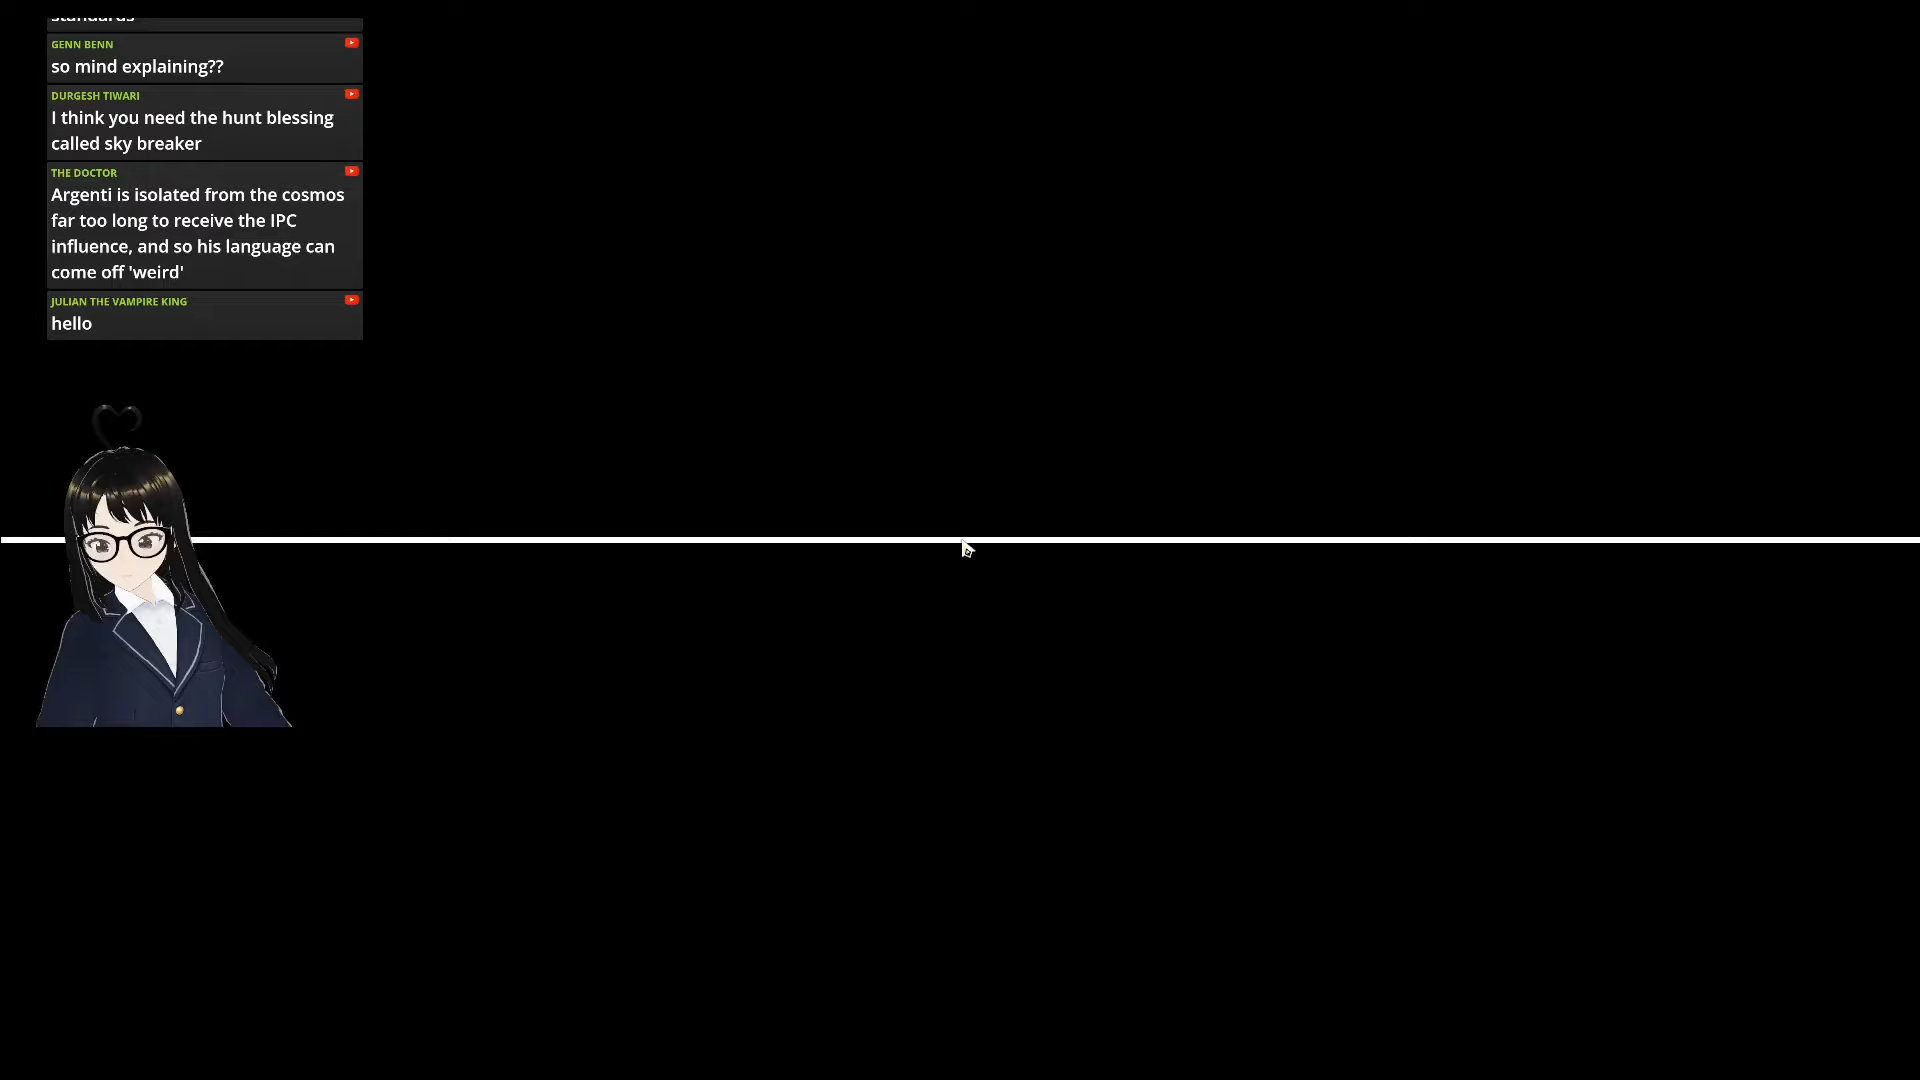 standards
GENN BENN
so mind explaining??
DURGESH TIWARI
I think you need the hunt blessing
called sky breaker
THE DOCTOR
Argenti is isolated from the cosmos
far too long to receive the IPC
influence, and so his language can
come off 'weird'
JULIAN THE VAMPIRE KING
hello